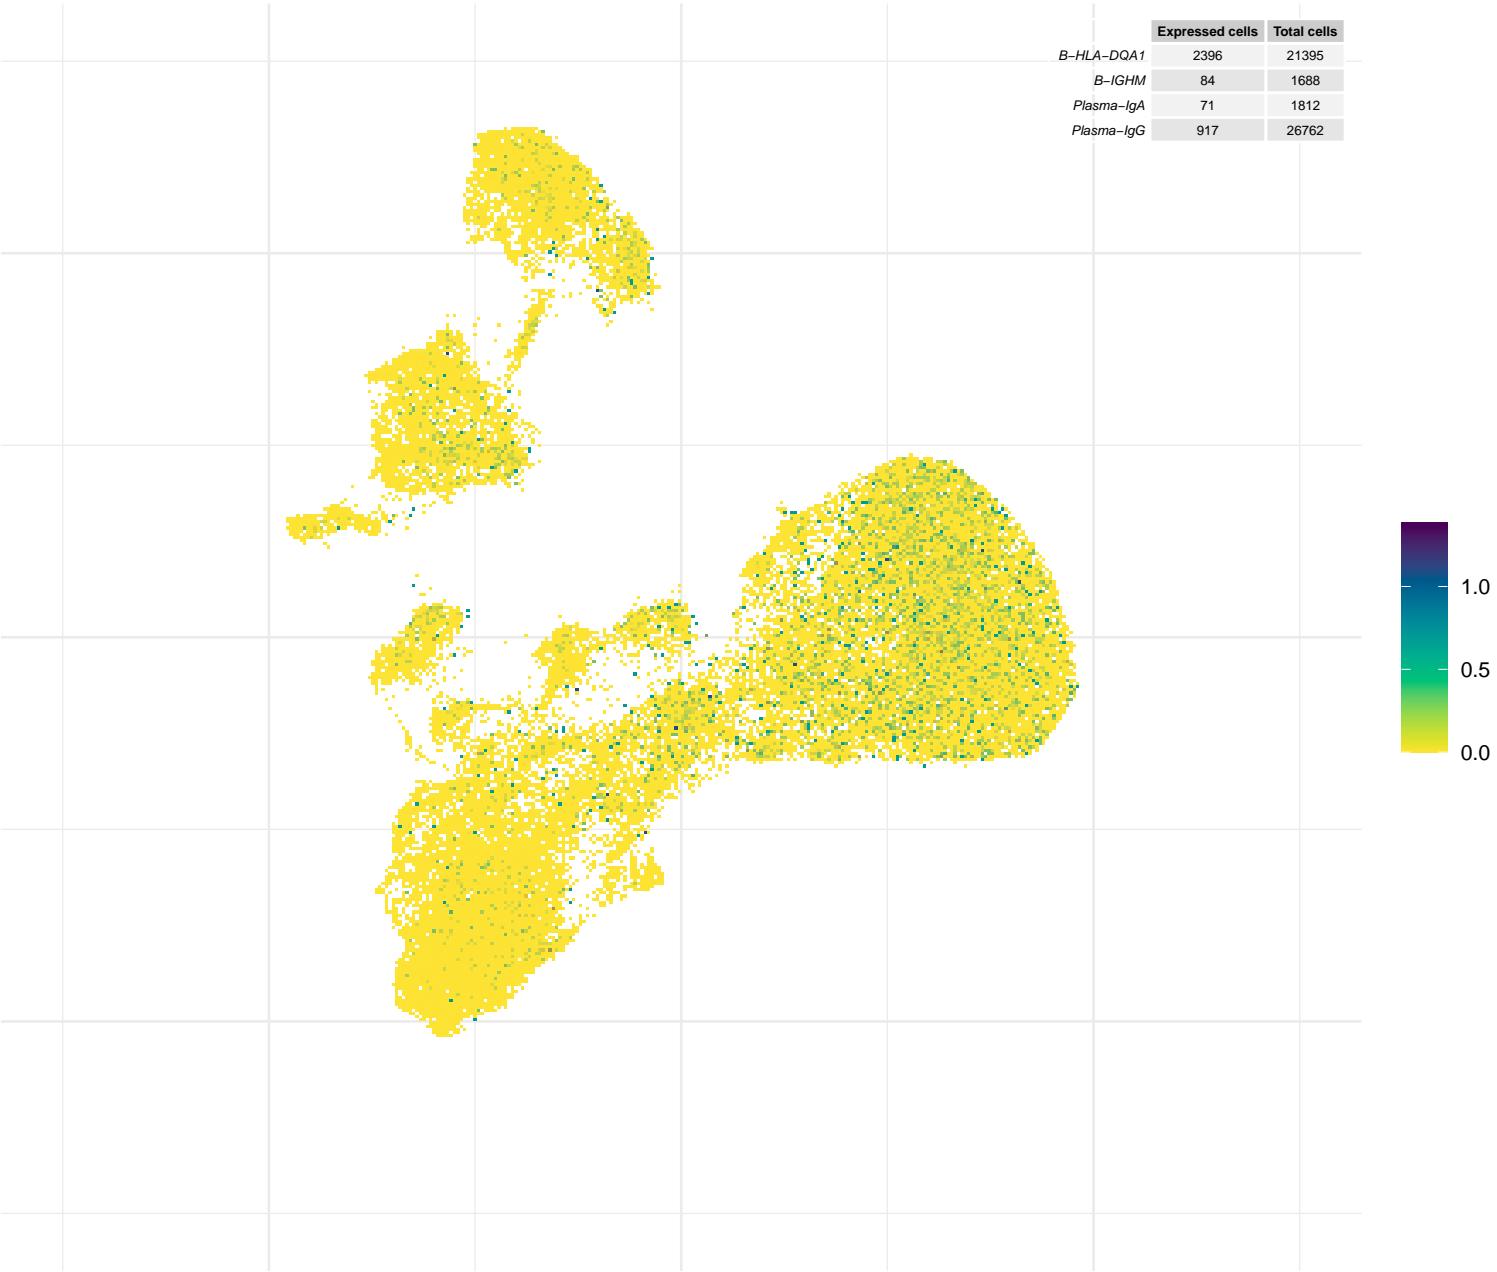 Expressed cells Total cells
B−HLA−DQA1 2396 21395
B−IGHM 84 1688
Plasma−IgA 71 1812
Plasma−IgG 917 26762
1.0
0.5
0.0